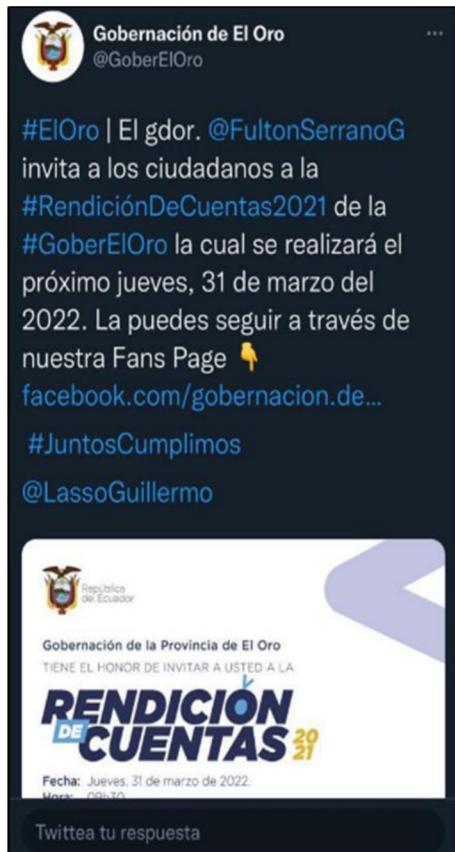 Gobernación de El Oro
@GoberElOro
#ElOro | El gdor. @FultonSerranoG
invita a los ciudadanos a la
#RendiciónDeCuentas2021 de la
#GoberElOro la cual se realizará el
próximo jueves, 31 de marzo del
2022. La puedes seguir a través de
nuestra Fans Page 👇
facebook.com/gobernacion.de...
#JuntosCumplimos
@LassoGuillermo
República
del Ecuador
Gobernación de la Provincia de El Oro
TIENE EL HONOR DE INVITAR A USTED A LA
RENDICIÓN
DE CUENTAS 2021
Fecha: Jueves, 31 de marzo de 2022.
Hora: 09h30
Twittea tu respuesta